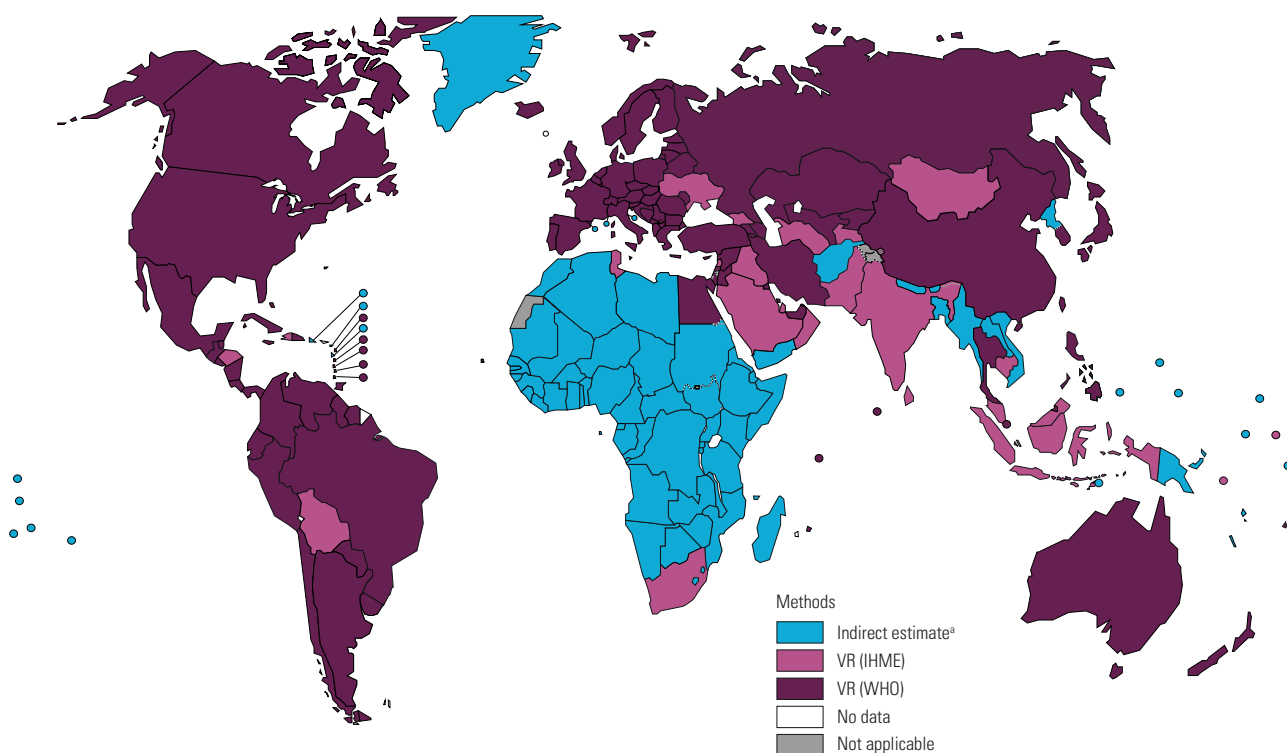 Methods
Indirect estimateᵃ
VR (IHME)
VR (WHO)
No data
Not applicable